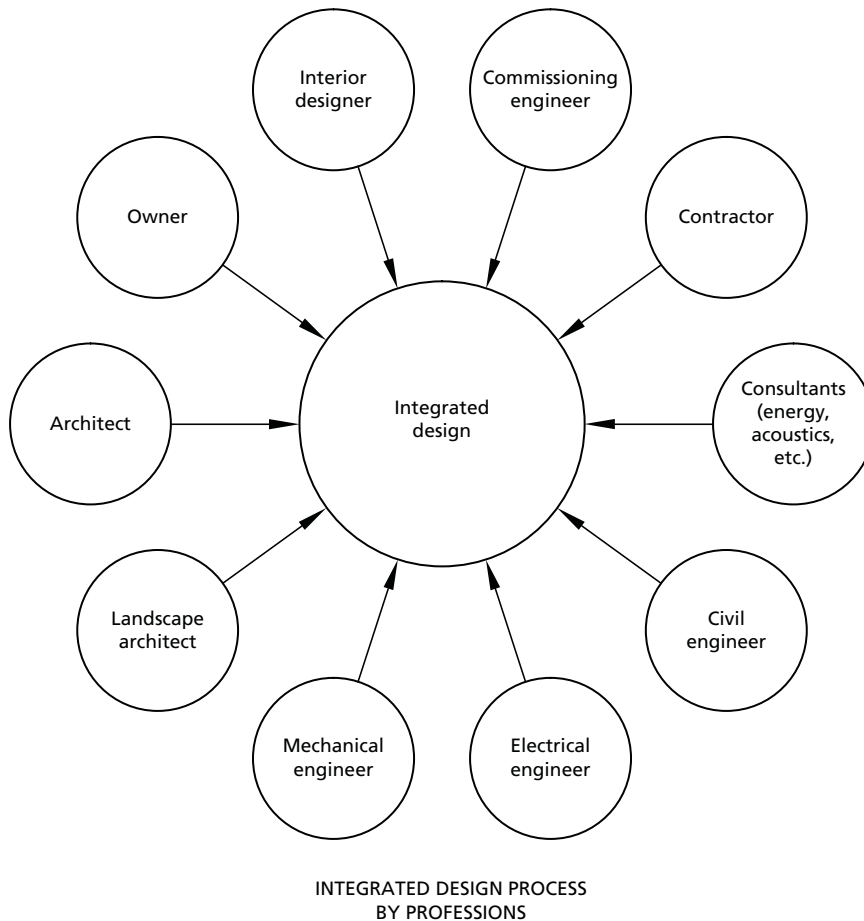 Interior
designer
Commissioning
engineer
Owner
Contractor
Architect
Integrated
design
Consultants
(energy,
acoustics,
etc.)
Landscape
architect
Civil
engineer
Mechanical
engineer
Electrical
engineer
INTEGRATED DESIGN PROCESS
BY PROFESSIONS